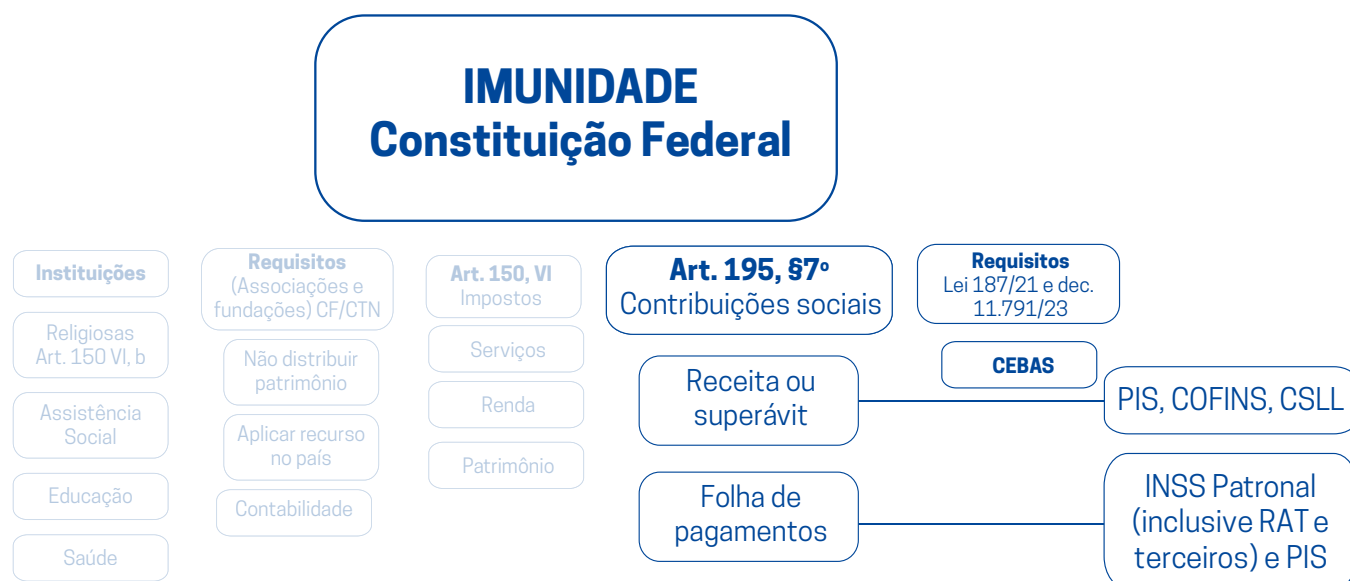 IMUNIDADE
Constituição Federal
Instituições
Religiosas
Art. 150 VI, b
Assistência
Social
Educação
Saúde
Requisitos
(Associações e
fundações) CF/CTN
Não distribuir
patrimônio
Aplicar recurso
no país
Contabilidade
Art. 150, VI
Impostos
Serviços
Renda
Patrimônio
Art. 195, §7º
Contribuições sociais
Receita ou
superávit
Folha de
pagamentos
Requisitos
Lei 187/21 e dec.
11.791/23
CEBAS
PIS, COFINS, CSLL
INSS Patronal
(inclusive RAT e
terceiros) e PIS